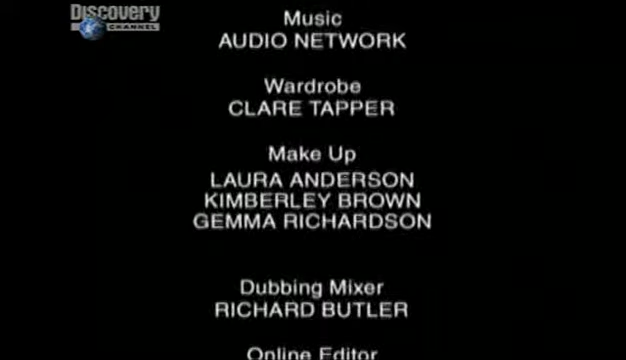 Discovery
CHANNEL
Music
AUDIO NETWORK
Wardrobe
CLARE TAPPER
Make Up
LAURA ANDERSON
KIMBERLEY BROWN
GEMMA RICHARDSON
Dubbing Mixer
RICHARD BUTLER
Online Editor